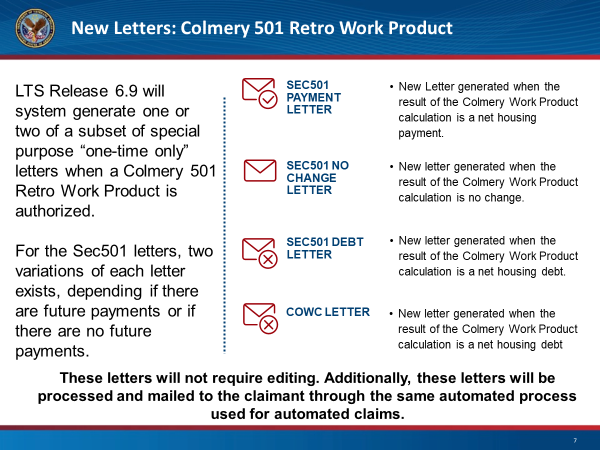 New Letters: Colmery 501 Retro Work Product
LTS Release 6.9 will
system generate one or
two of a subset of special
purpose “one-time only”
letters when a Colmery 501
Retro Work Product is
authorized.
For the Sec501 letters, two
variations of each letter
exists, depending if there
are future payments or if
there are no future
payments.
SEC501
PAYMENT
LETTER
• New Letter generated when the
result of the Colmery Work Product
calculation is a net housing
payment.
SEC501 NO
CHANGE
LETTER
• New letter generated when the
result of the Colmery Work Product
calculation is no change.
SEC501 DEBT
LETTER
• New letter generated when the
result of the Colmery Work Product
calculation is a net housing debt.
COWC LETTER
• New letter generated when the
result of the Colmery Work Product
calculation is a net housing debt
These letters will not require editing. Additionally, these letters will be
processed and mailed to the claimant through the same automated process
used for automated claims.
7